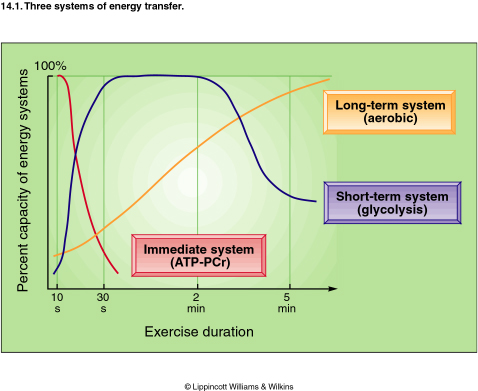 14.1. Three systems of energy transfer.
100%
Percent capacity of energy systems
Long-term system
(aerobic)
Short-term system
(glycolysis)
Immediate system
(ATP-PCr)
10 30 2 5
s s min min
Exercise duration
© Lippincott Williams & Wilkins